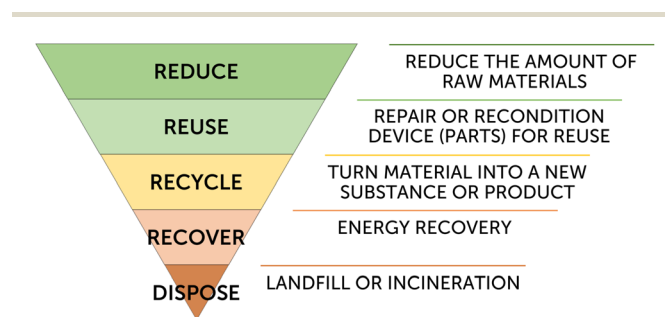 REDUCE
REDUCE THE AMOUNT OF
RAW MATERIALS
REUSE
REPAIR OR RECONDITION
DEVICE (PARTS) FOR REUSE
RECYCLE
TURN MATERIAL INTO A NEW
SUBSTANCE OR PRODUCT
RECOVER
ENERGY RECOVERY
DISPOSE
LANDFILL OR INCINERATION